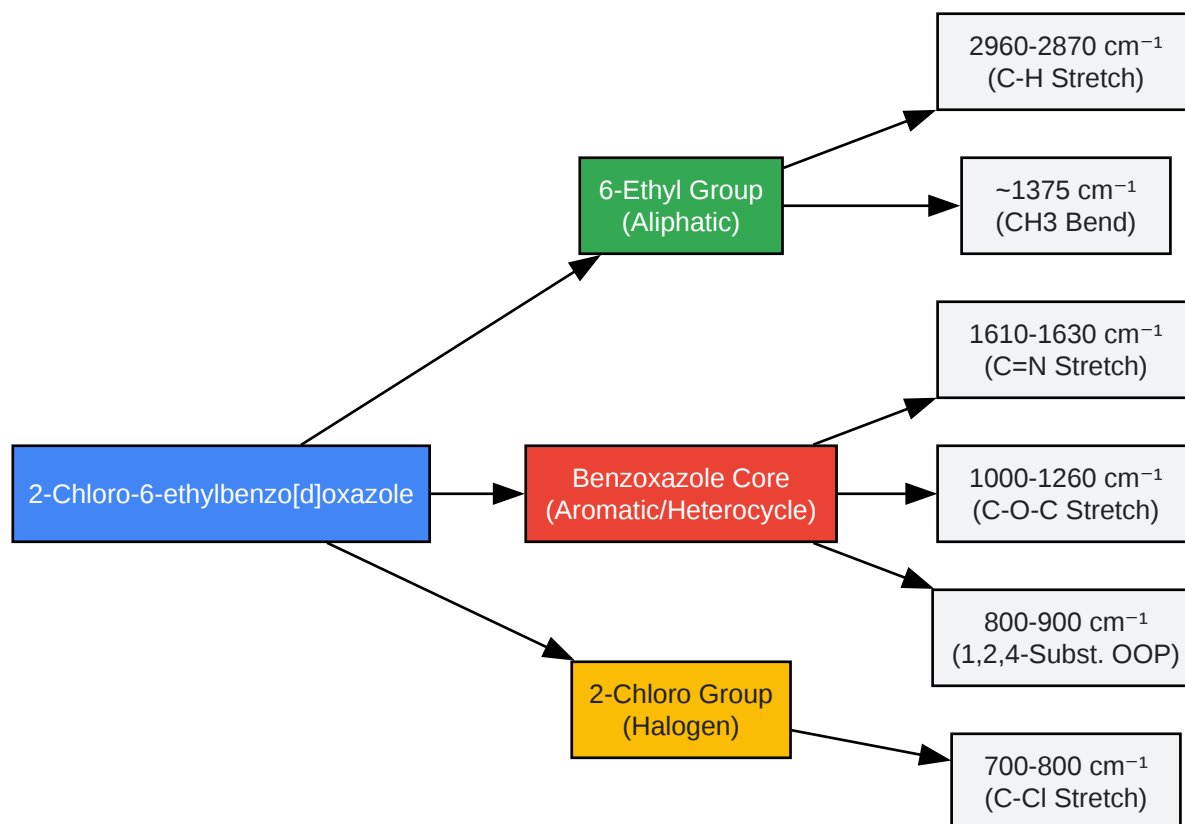 2960-2870 cm⁻¹
(C-H Stretch)
6-Ethyl Group
(Aliphatic)
~1375 cm⁻¹
(CH3 Bend)
1610-1630 cm⁻¹
(C=N Stretch)
2-Chloro-6-ethylbenzo[d]oxazole
Benzoxazole Core
(Aromatic/Heterocycle)
1000-1260 cm⁻¹
(C-O-C Stretch)
800-900 cm⁻¹
(1,2,4-Subst. OOP)
2-Chloro Group
(Halogen)
700-800 cm⁻¹
(C-Cl Stretch)